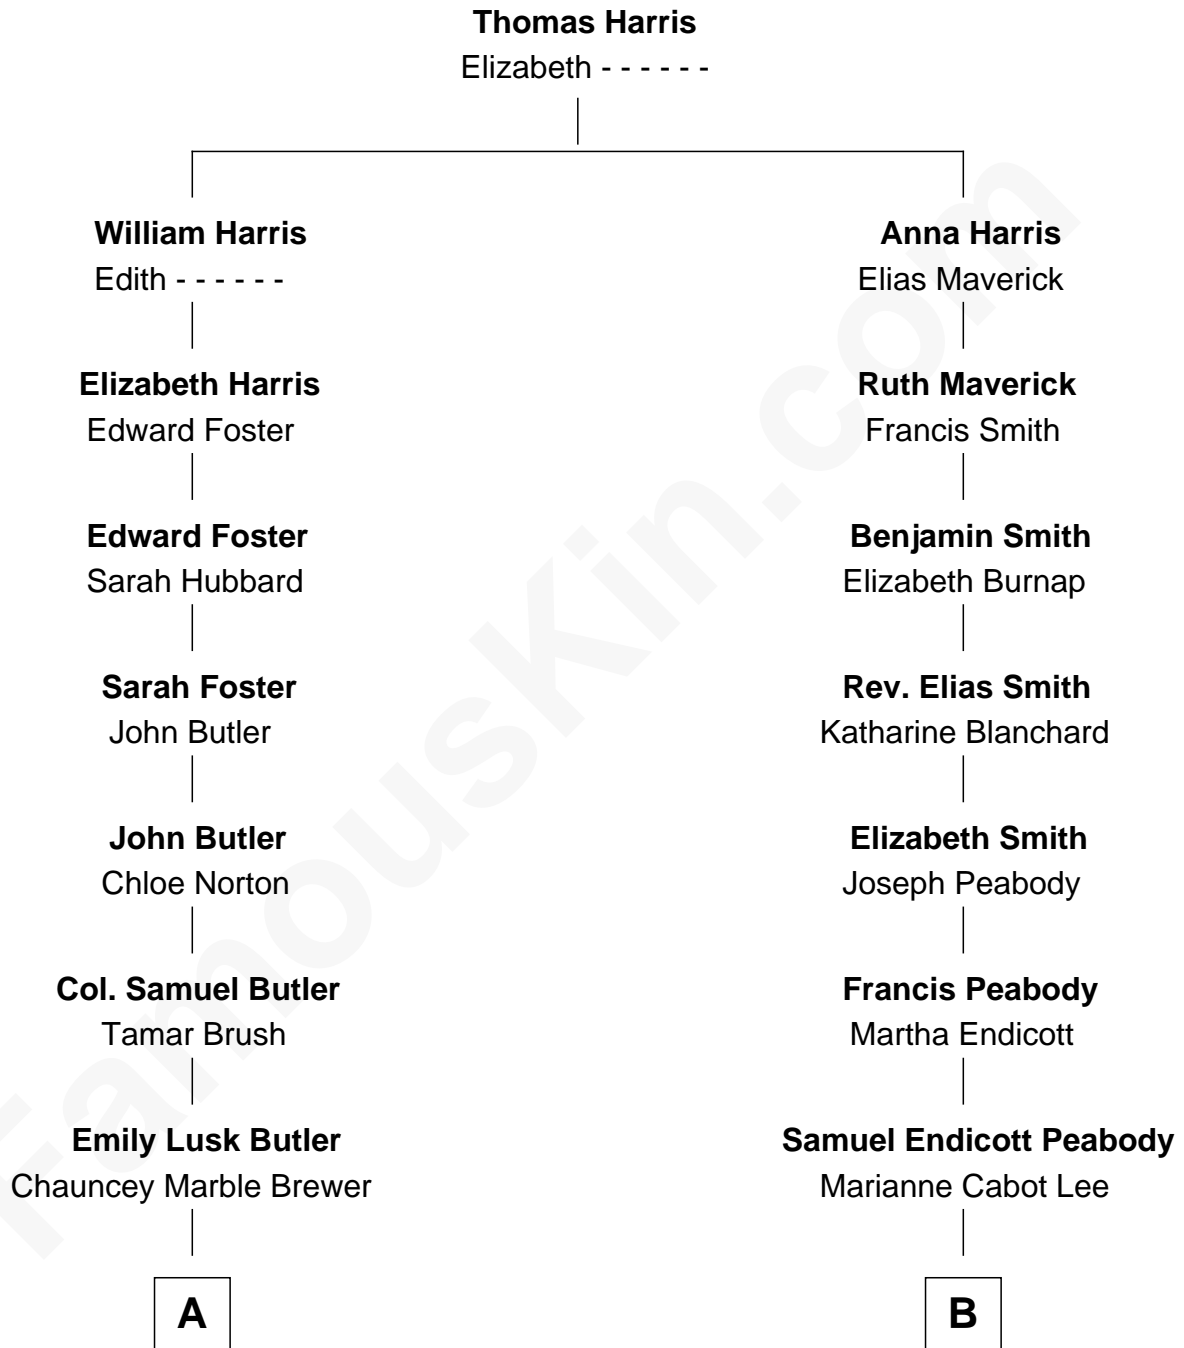 Thomas Harris
Elizabeth - - - - - -
William Harris
Edith - - - - - -
Elizabeth Harris
Edward Foster
Edward Foster
Sarah Hubbard
Sarah Foster
John Butler
John Butler
Chloe Norton
Col. Samuel Butler
Tamar Brush
Emily Lusk Butler
Chauncey Marble Brewer
A
Anna Harris
Elias Maverick
Ruth Maverick
Francis Smith
Benjamin Smith
Elizabeth Burnap
Rev. Elias Smith
Katharine Blanchard
Elizabeth Smith
Joseph Peabody
Francis Peabody
Martha Endicott
Samuel Endicott Peabody
Marianne Cabot Lee
B
FamousKin.com